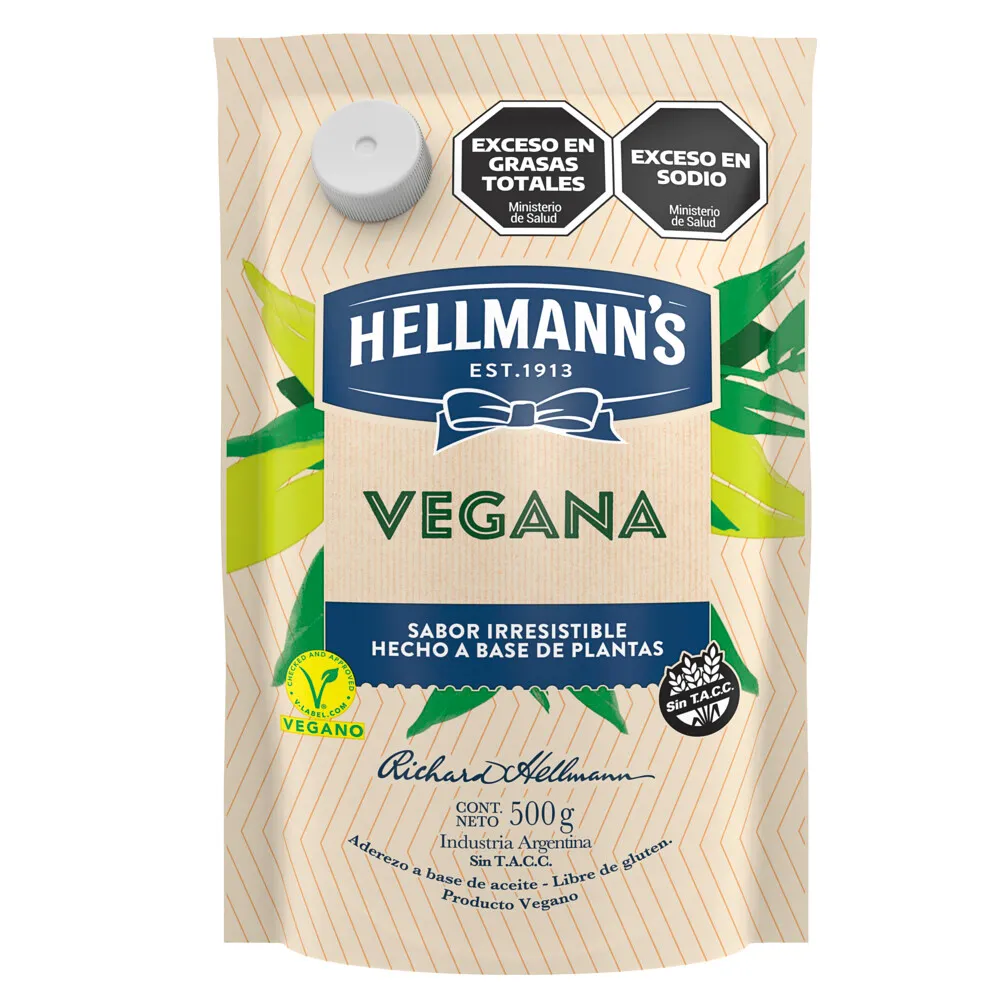 EXCESO EN
GRASAS
TOTALES
Ministerio
de Salud
EXCESO EN
SODIO
Ministerio
de Salud
HELLMANN'S
EST.1913
VEGANA
SABOR IRRESISTIBLE
HECHO A BASE DE PLANTAS
CHECKED AND APPROVED
V-LABEL.COM
VEGANO
Sin T.A.C.C.
Richard Hellmann
CONT.
NETO 500 g
Industria Argentina
Sin T.A.C.C.
Aderezo a base de aceite - Libre de gluten.
Producto Vegano